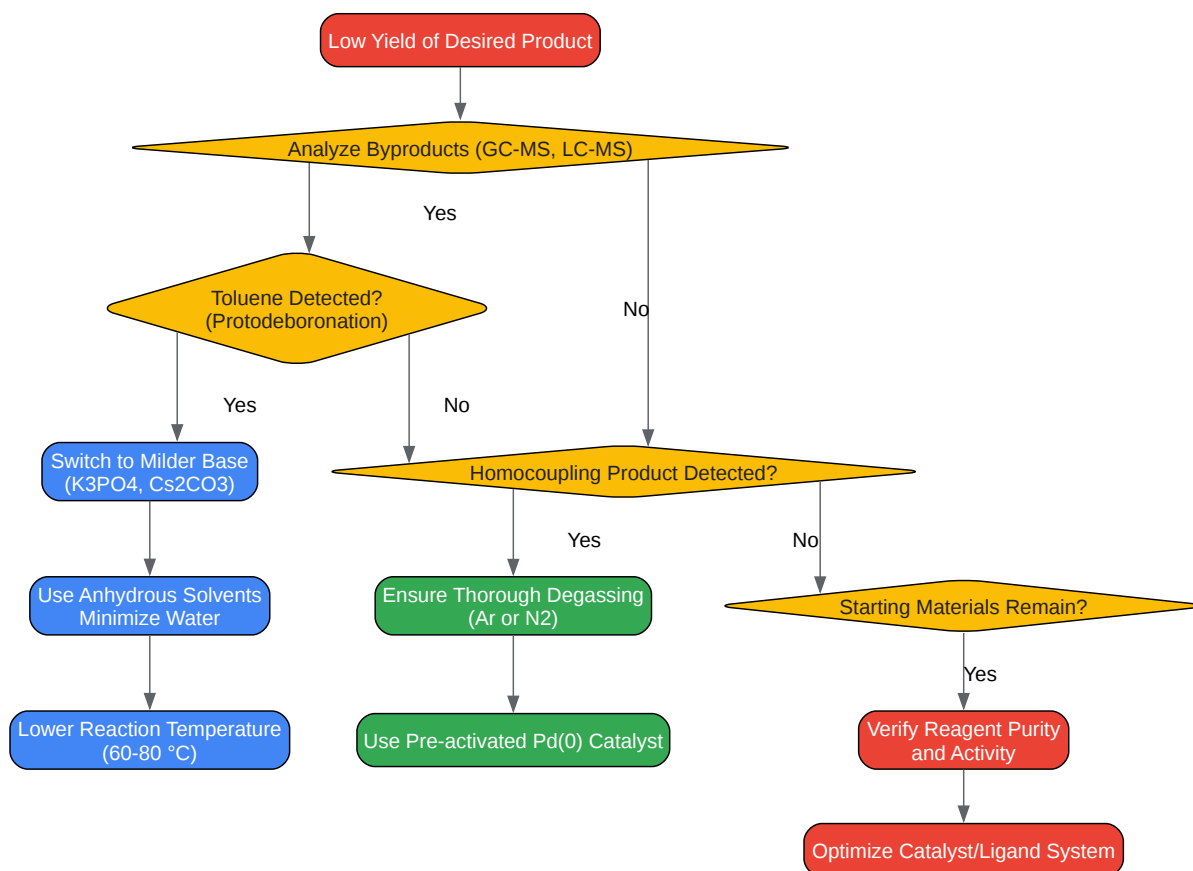 Low Yield of Desired Product
Analyze Byproducts (GC-MS, LC-MS)
Yes
Toluene Detected?
(Protodeboronation)
No
Yes
No
Switch to Milder Base
(K3PO4, Cs2CO3)
Homocoupling Product Detected?
Yes
No
Use Anhydrous Solvents
Minimize Water
Ensure Thorough Degassing
(Ar or N2)
Starting Materials Remain?
Yes
Lower Reaction Temperature
(60-80 °C)
Use Pre-activated Pd(0) Catalyst
Verify Reagent Purity
and Activity
Optimize Catalyst/Ligand System